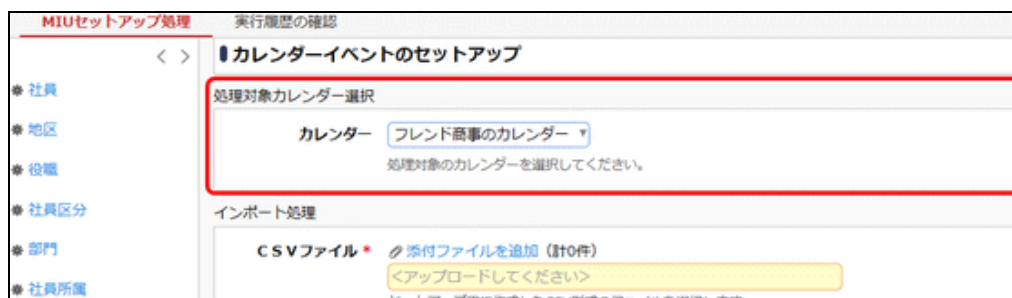 MIUセットアップ処理 実行履歴の確認
< >
カレンダーイベントのセットアップ
社員
処理対象カレンダー選択
地区
カレンダー フレンド商事のカレンダー ▼
役職
処理対象のカレンダーを選択してください。
社員区分
インポート処理
部門
CSVファイル * 添付ファイルを追加 (計0件)
<アップロードしてください>
社員所属